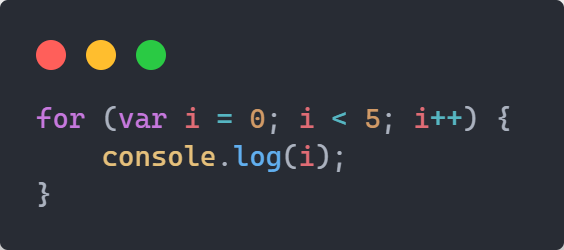 for (var i = 0; i < 5; i++) {
    console.log(i);
}